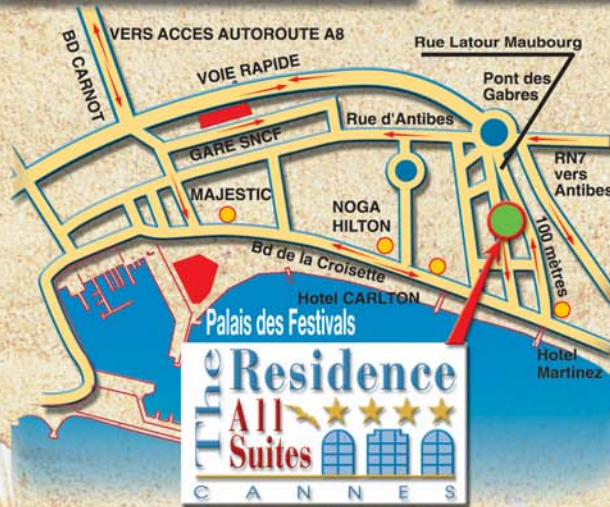 VERS ACCES AUTOROUTE A8
BD CARNOT
VOIE RAPIDE
Rue Latour Maubourg
Pont des
Gabres
Rue d'Antibes
GARE SNCF
RN7
vers
Antibes
MAJESTIC
NOGA
HILTON
100 mètres
Bd de la Croisette
Hotel CARLTON
Palais des Festivals
Hotel
Martinez
The Residence
All
Suites
CANNES